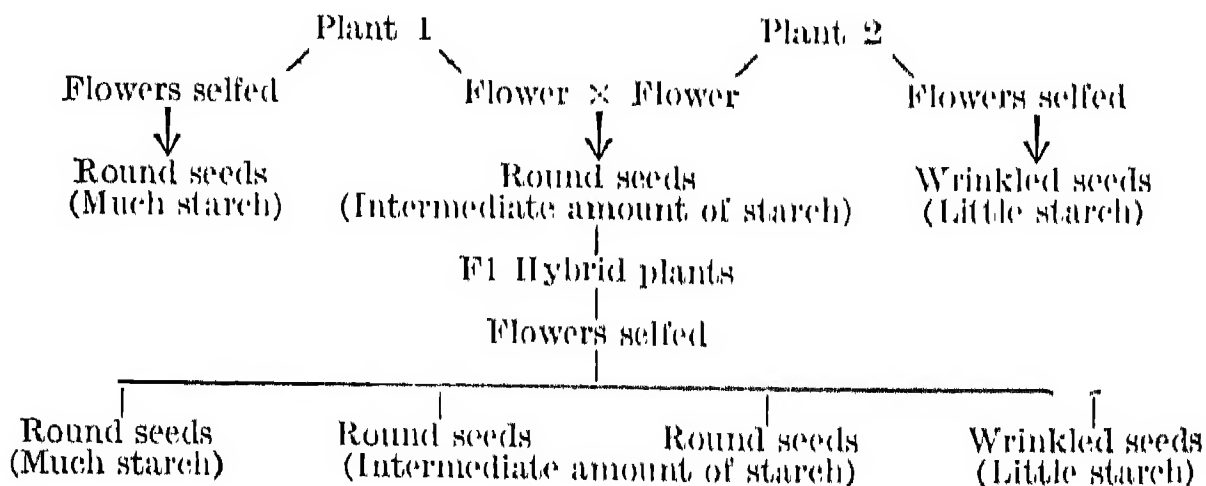 Plant 1 Plant 2
Flowers selfed Flower × Flower Flowers selfed
Round seeds Round seeds Wrinkled seeds
(Much starch) (Intermediate amount of starch) (Little starch)
F1 Hybrid plants
Flowers selfed
Round seeds Round seeds Round seeds Wrinkled seeds
(Much starch) (Intermediate amount of starch) (Little starch)